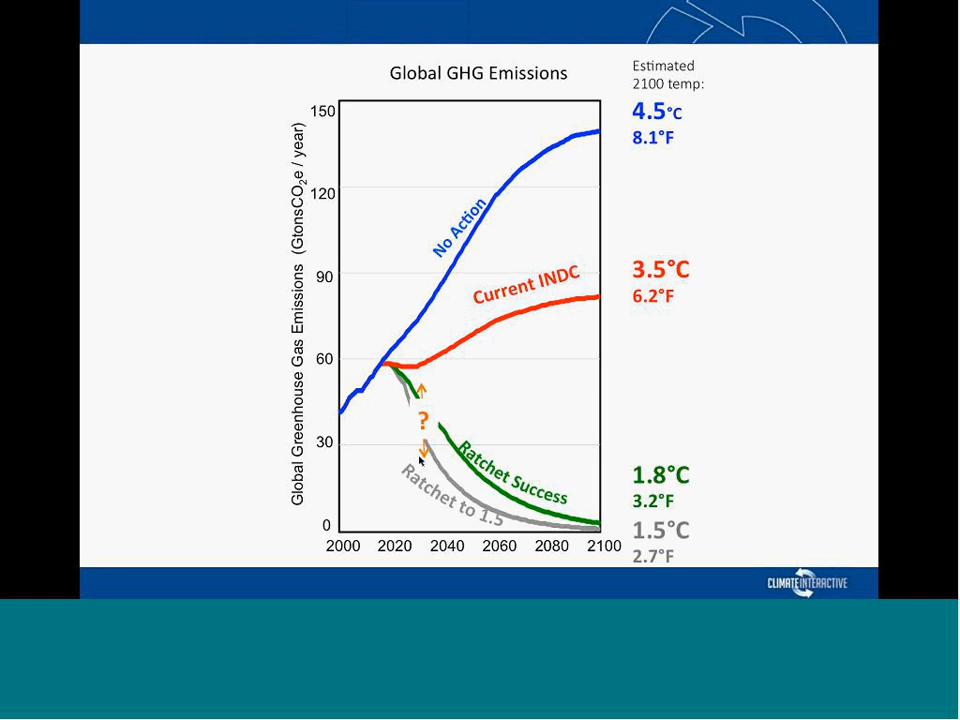 Global GHG Emissions
Estimated
2100 temp:
4.5°C
8.1°F
3.5°C
6.2°F
1.8°C
3.2°F
1.5°C
2.7°F
Global Greenhouse Gas Emissions (GtonsCO2e / year)
150
120
90
60
30
0
No Action
Current INDC
?
Ratchet Success
Ratchet to 1.5
2000 2020 2040 2060 2080 2100
CLIMATE INTERACTIVE